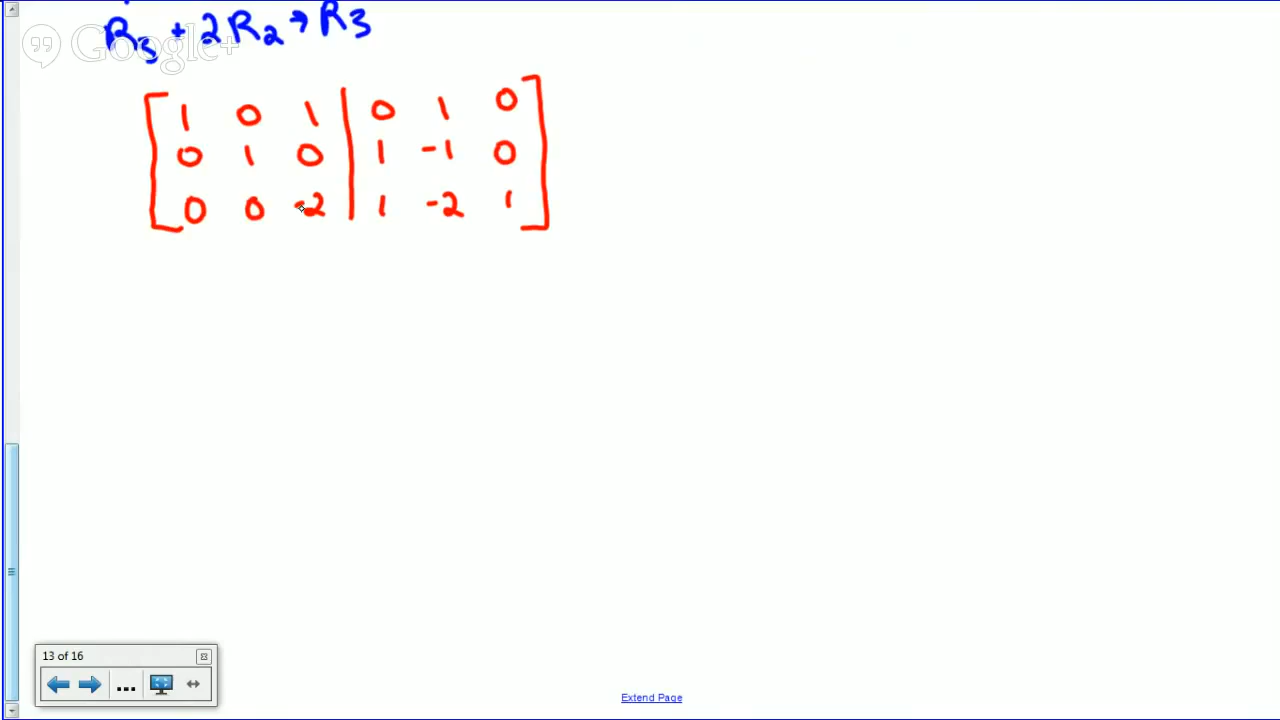 R3 + 2R2 → R3
Google+
1 0 1 | 0 1 0
0 1 0 | 1 -1 0
0 0 -2 | 1 -2 1
13 of 16
...
Extend Page